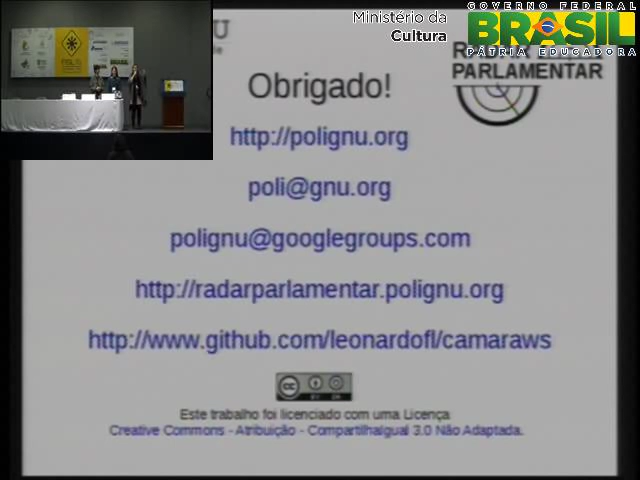 Ministério da
Cultura
GOVERNO FEDERAL
BRASIL
PÁTRIA EDUCADORA
PARLAMENTAR
Obrigado!
http://polignu.org
poli@gnu.org
polignu@googlegroups.com
http://radarparlamentar.polignu.org
http://www.github.com/leonardofl/camaraws
Este trabalho foi licenciado com uma Licença
Creative Commons - Atribuição - CompartilhaIgual 3.0 Não Adaptada.